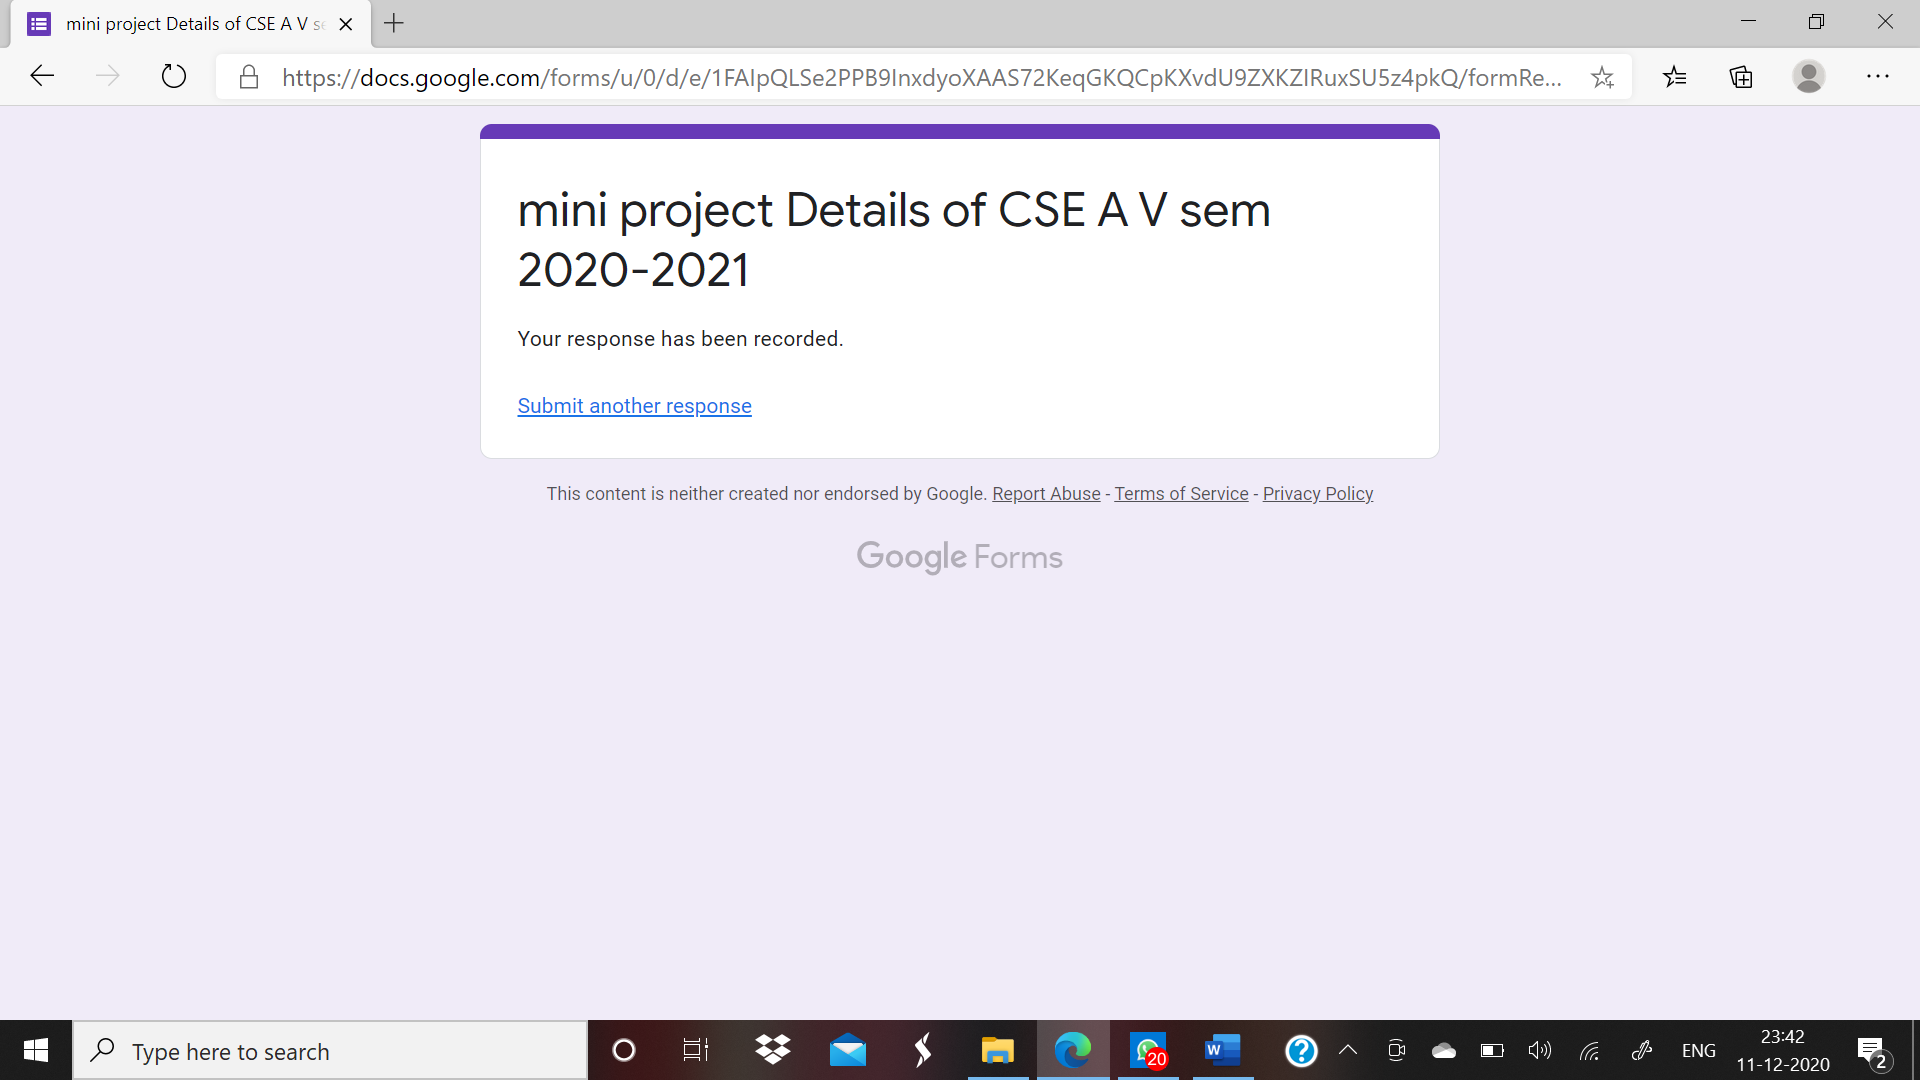 mini project Details of CSE A V se
https://docs.google.com/forms/u/0/d/e/1FAIpQLSe2PPB9InxdyoXAAS72KeqGKQCpKXvdU9ZXKZIRuxSU5z4pkQ/formRe...
mini project Details of CSE A V sem
2020-2021
Your response has been recorded.
Submit another response
This content is neither created nor endorsed by Google. Report Abuse - Terms of Service - Privacy Policy
Google Forms
Type here to search
W
20
?
ENG
23:42
11-12-2020
2